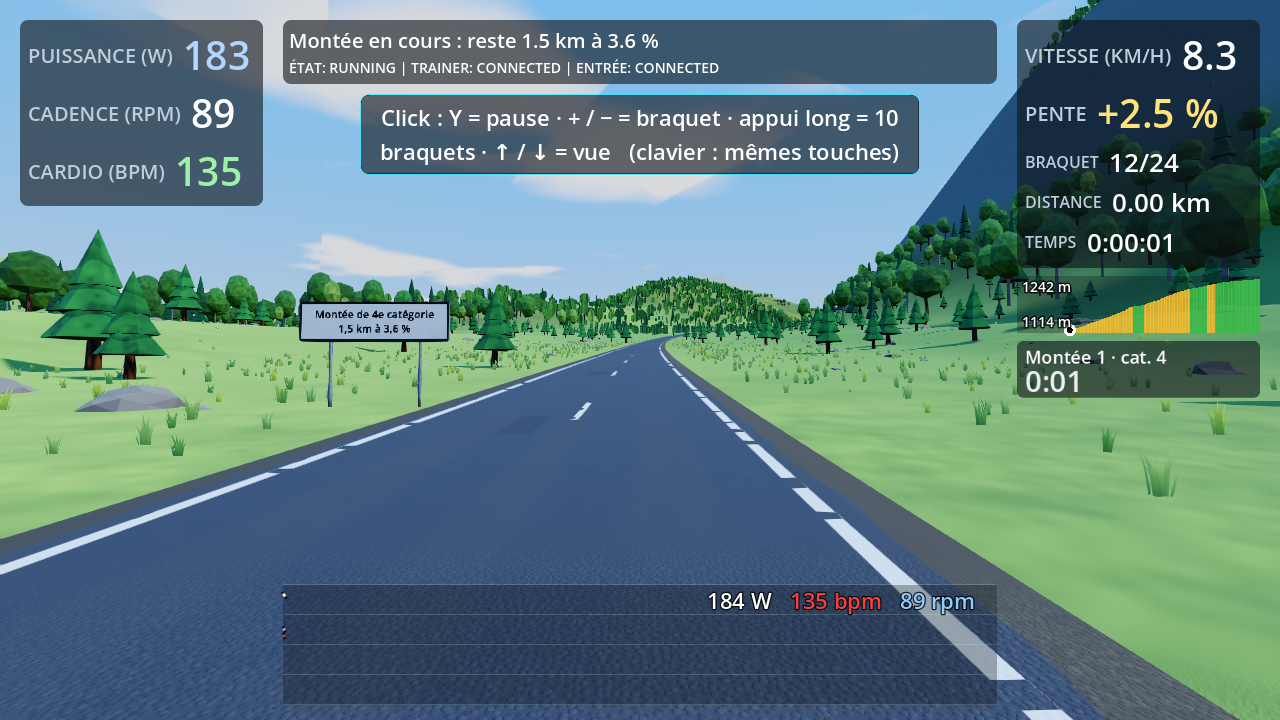 PUISSANCE (W) 183
CADENCE (RPM) 89
CARDIO (BPM) 135
Montée en cours : reste 1.5 km à 3.6 %
ÉTAT: RUNNING | TRAINER: CONNECTED | ENTRÉE: CONNECTED
Click : Y = pause · + / − = braquet · appui long = 10
braquets · ↑ / ↓ = vue   (clavier : mêmes touches)
VITESSE (KM/H) 8.3
PENTE +2.5 %
BRAQUET 12/24
DISTANCE 0.00 km
TEMPS 0:00:01
1242 m
1114 m
Montée 1 · cat. 4
0:01
Montée de 4e catégorie
1,5 km à 3,6 %
184 W 135 bpm 89 rpm